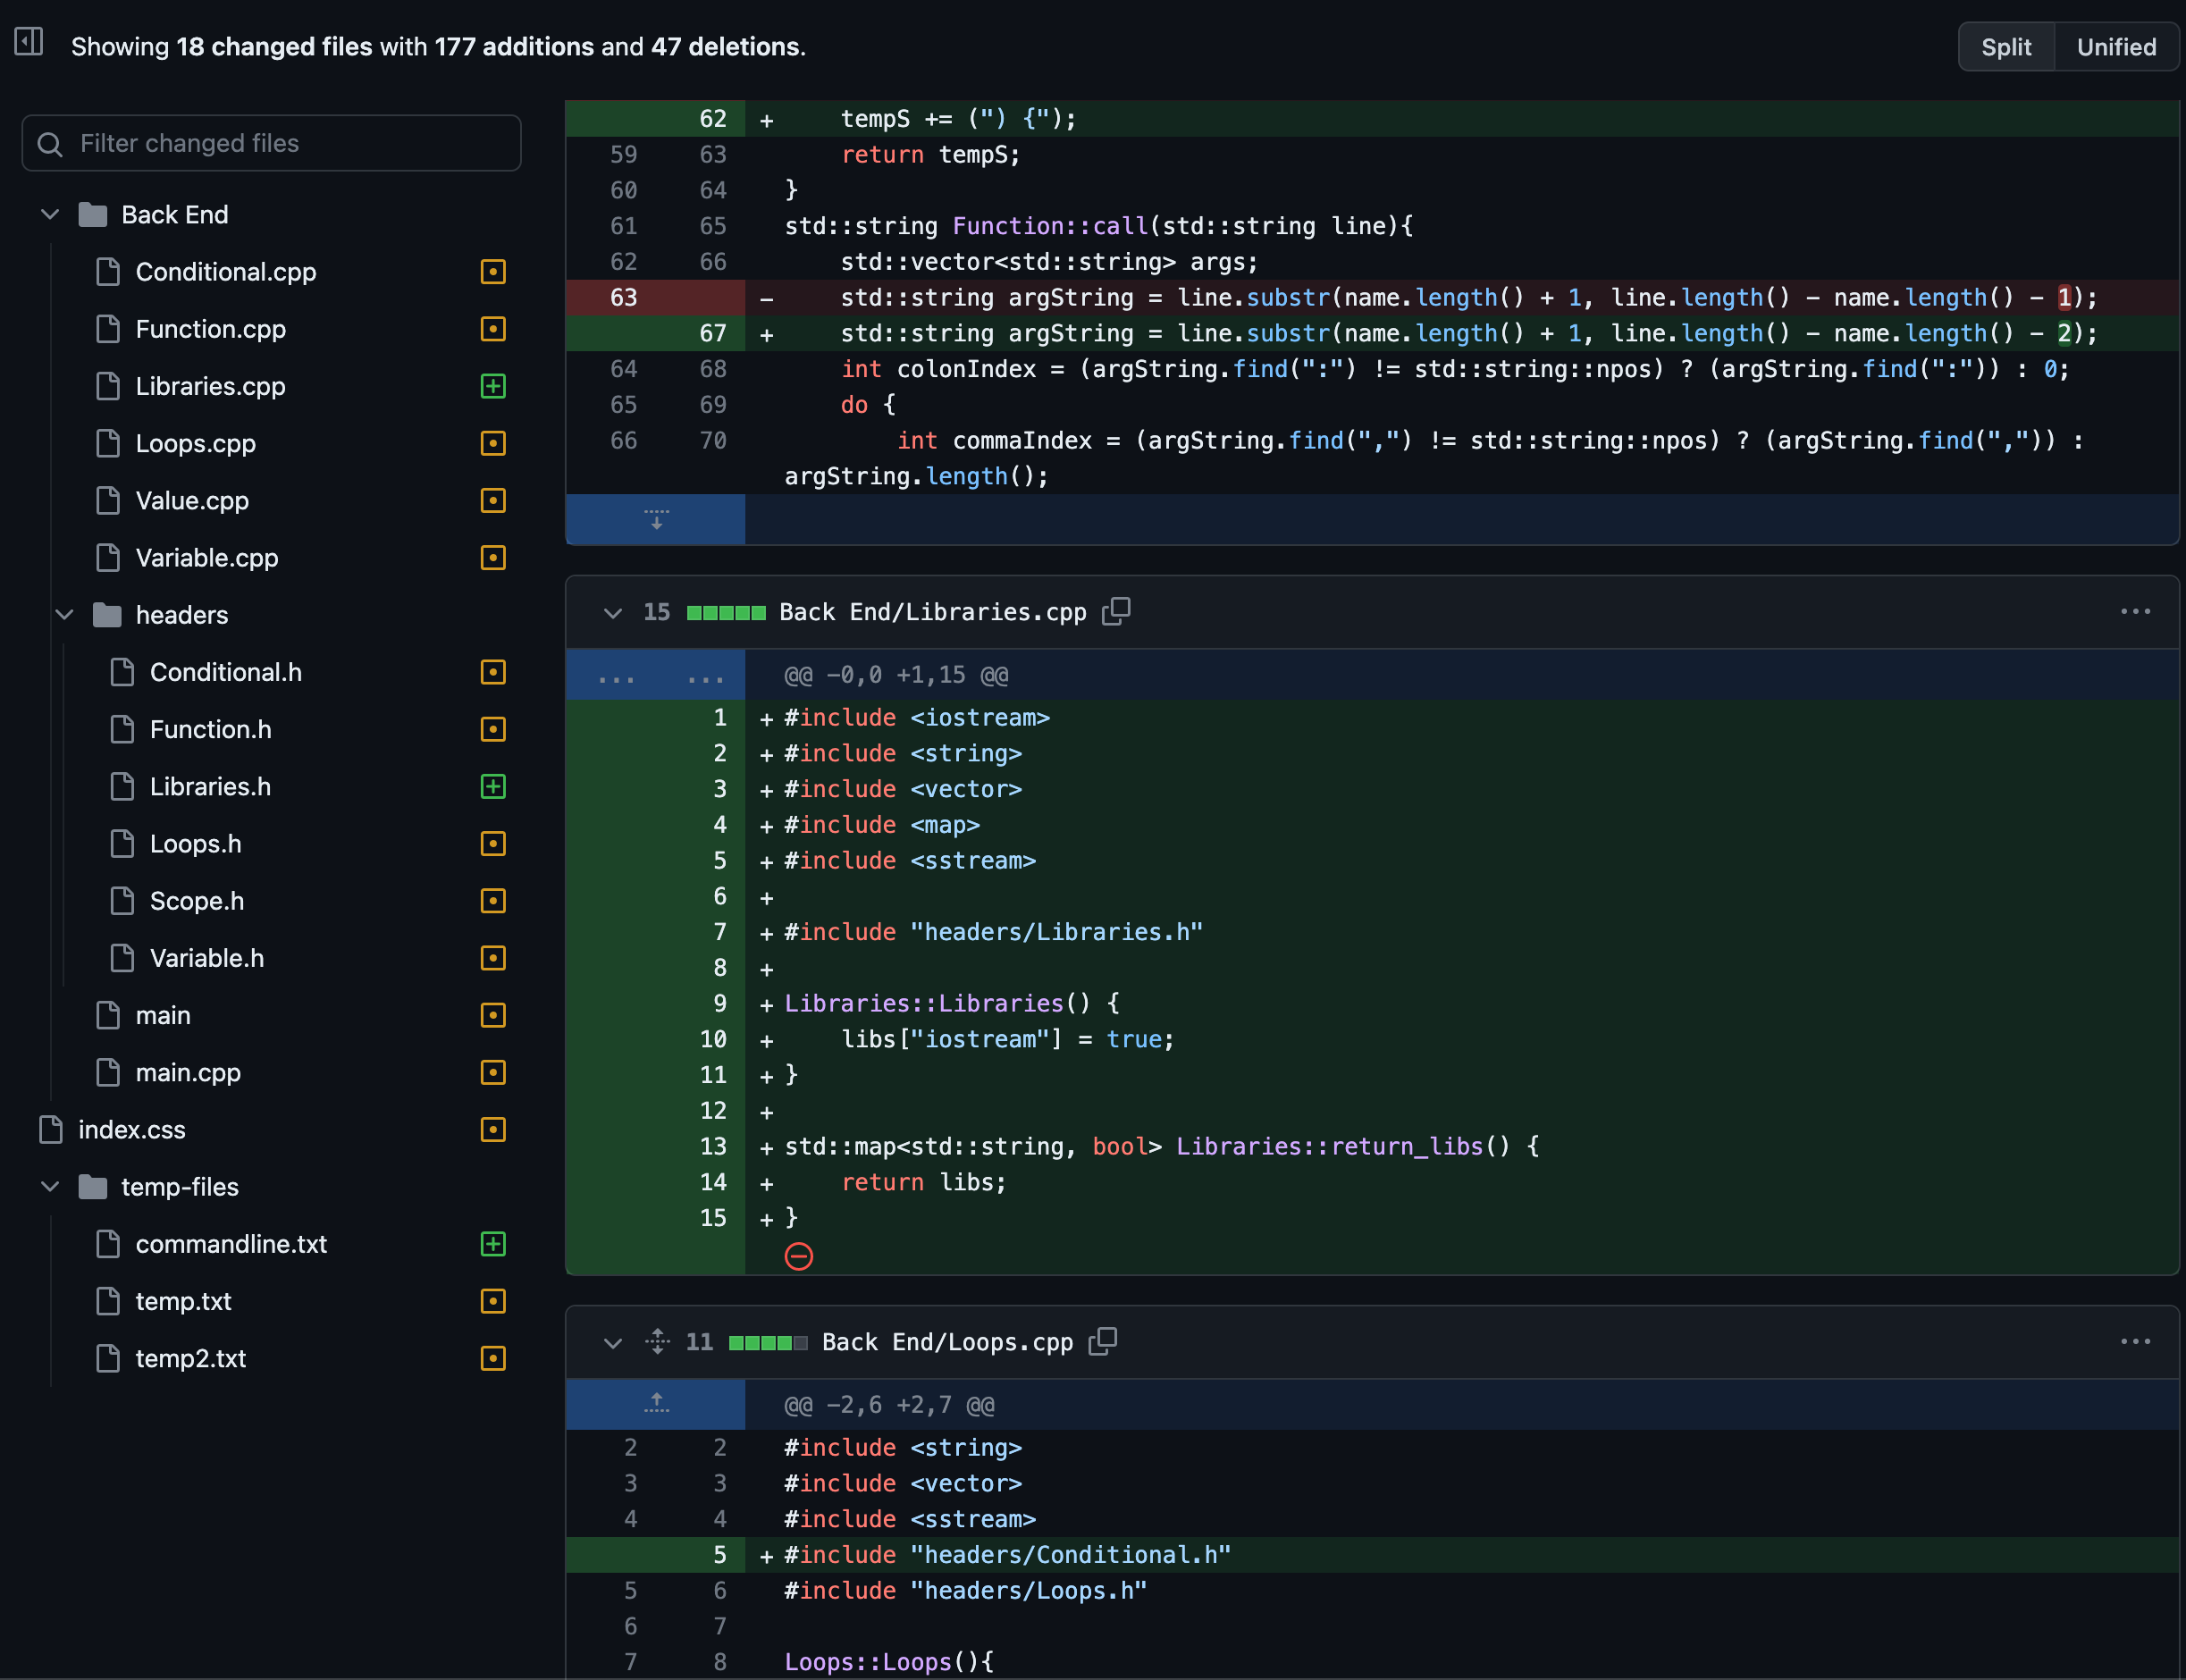 Showing 18 changed files with 177 additions and 47 deletions.
Split Unified
Filter changed files
Back End
Conditional.cpp
Function.cpp
Libraries.cpp
Loops.cpp
Value.cpp
Variable.cpp
headers
Conditional.h
Function.h
Libraries.h
Loops.h
Scope.h
Variable.h
main
main.cpp
index.css
temp-files
commandline.txt
temp.txt
temp2.txt
62 +     tempS += (") {");
59 63     return tempS;
60 64 }
61 65 std::string Function::call(std::string line){
62 66     std::vector<std::string> args;
63 -     std::string argString = line.substr(name.length() + 1, line.length() - name.length() - 1);
67 +     std::string argString = line.substr(name.length() + 1, line.length() - name.length() - 2);
64 68     int colonIndex = (argString.find(":") != std::string::npos) ? (argString.find(":")) : 0;
65 69     do {
66 70         int commaIndex = (argString.find(",") != std::string::npos) ? (argString.find(",")) :
argString.length();
15 Back End/Libraries.cpp ...
... ... @@ -0,0 +1,15 @@
1 + #include <iostream>
2 + #include <string>
3 + #include <vector>
4 + #include <map>
5 + #include <sstream>
6 +
7 + #include "headers/Libraries.h"
8 +
9 + Libraries::Libraries() {
10 +     libs["iostream"] = true;
11 + }
12 +
13 + std::map<std::string, bool> Libraries::return_libs() {
14 +     return libs;
15 + }
11 Back End/Loops.cpp ...
@@ -2,6 +2,7 @@
2 2 #include <string>
3 3 #include <vector>
4 4 #include <sstream>
5 + #include "headers/Conditional.h"
5 6 #include "headers/Loops.h"
6 7
7 8 Loops::Loops(){